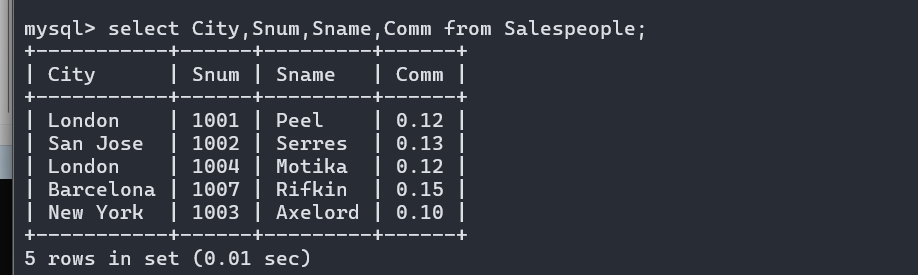 mysql> select City,Snum,Sname,Comm from Salespeople;
+-----------+------+---------+------+
| City      | Snum | Sname   | Comm |
+-----------+------+---------+------+
| London    | 1001 | Peel    | 0.12 |
| San Jose  | 1002 | Serres  | 0.13 |
| London    | 1004 | Motika  | 0.12 |
| Barcelona | 1007 | Rifkin  | 0.15 |
| New York  | 1003 | Axelord | 0.10 |
+-----------+------+---------+------+
5 rows in set (0.01 sec)